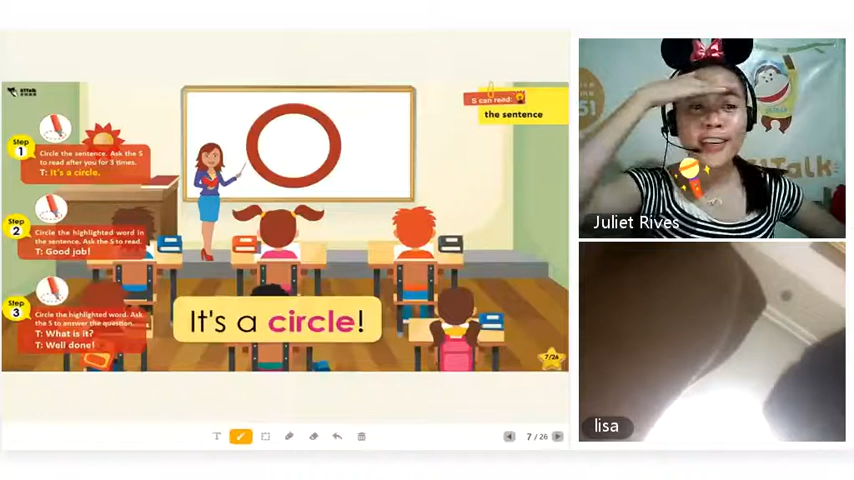 51Talk
Step
1
Circle the sentence. Ask the S
to read after you for 3 times.
T: It's a circle.
Step
2
Circle the highlighted word in
the sentence. Ask the S to read.
T: Good job!
Step
3
Circle the highlighted word. Ask
the S to answer the question.
T: What is it?
T: Well done!
S can read:
the sentence
It's a circle!
7/26
T
7 / 26
51
51Talk
Juliet Rives
lisa